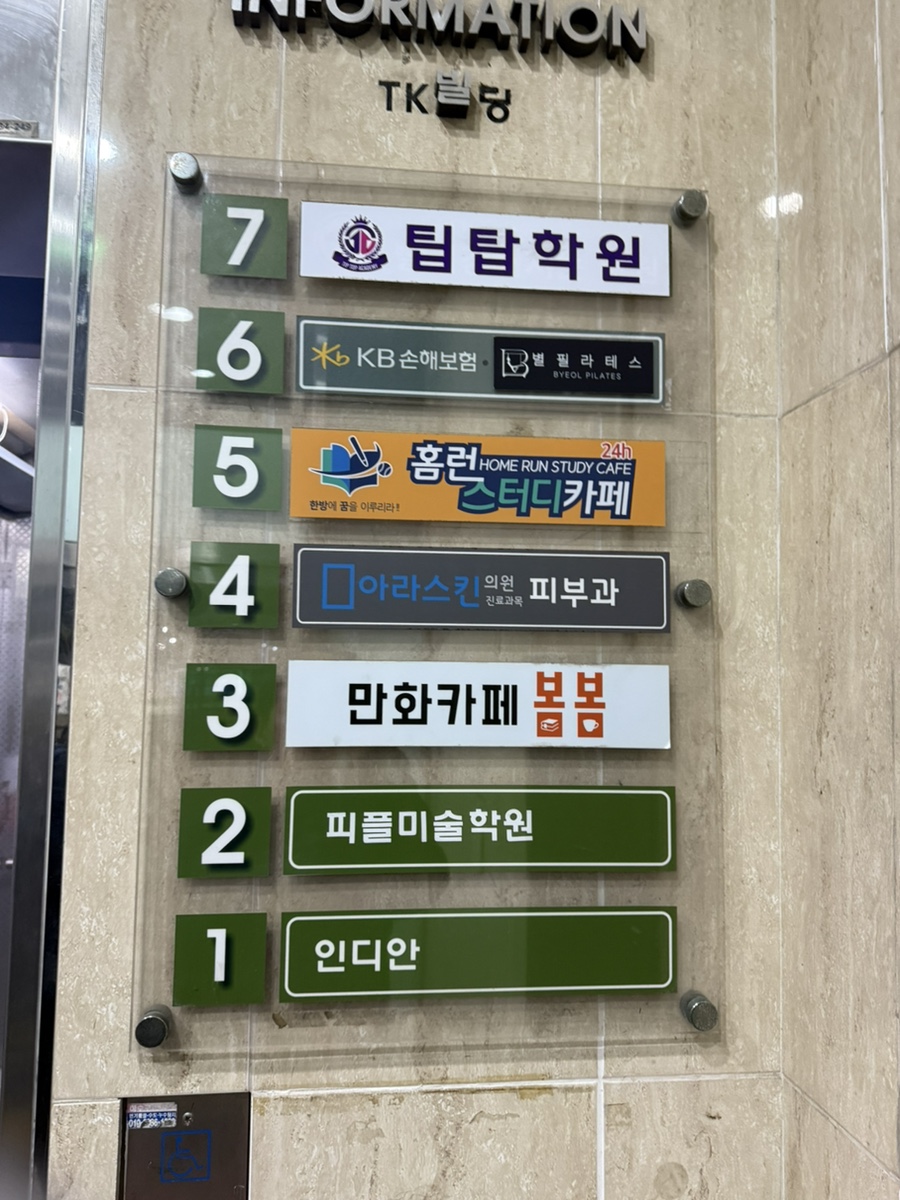 INFORMATION
TK빌딩
7
팁탑학원
6
KB손해보험
별필라테스
BYEOL PILATES
5
24h
홈런 HOME RUN STUDY CAFE
스터디카페
한방에 꿈을 이루리라!!
4
아라스킨 의원 진료과목 피부과
3
만화카페 봄봄
2
피플미술학원
1
인디안